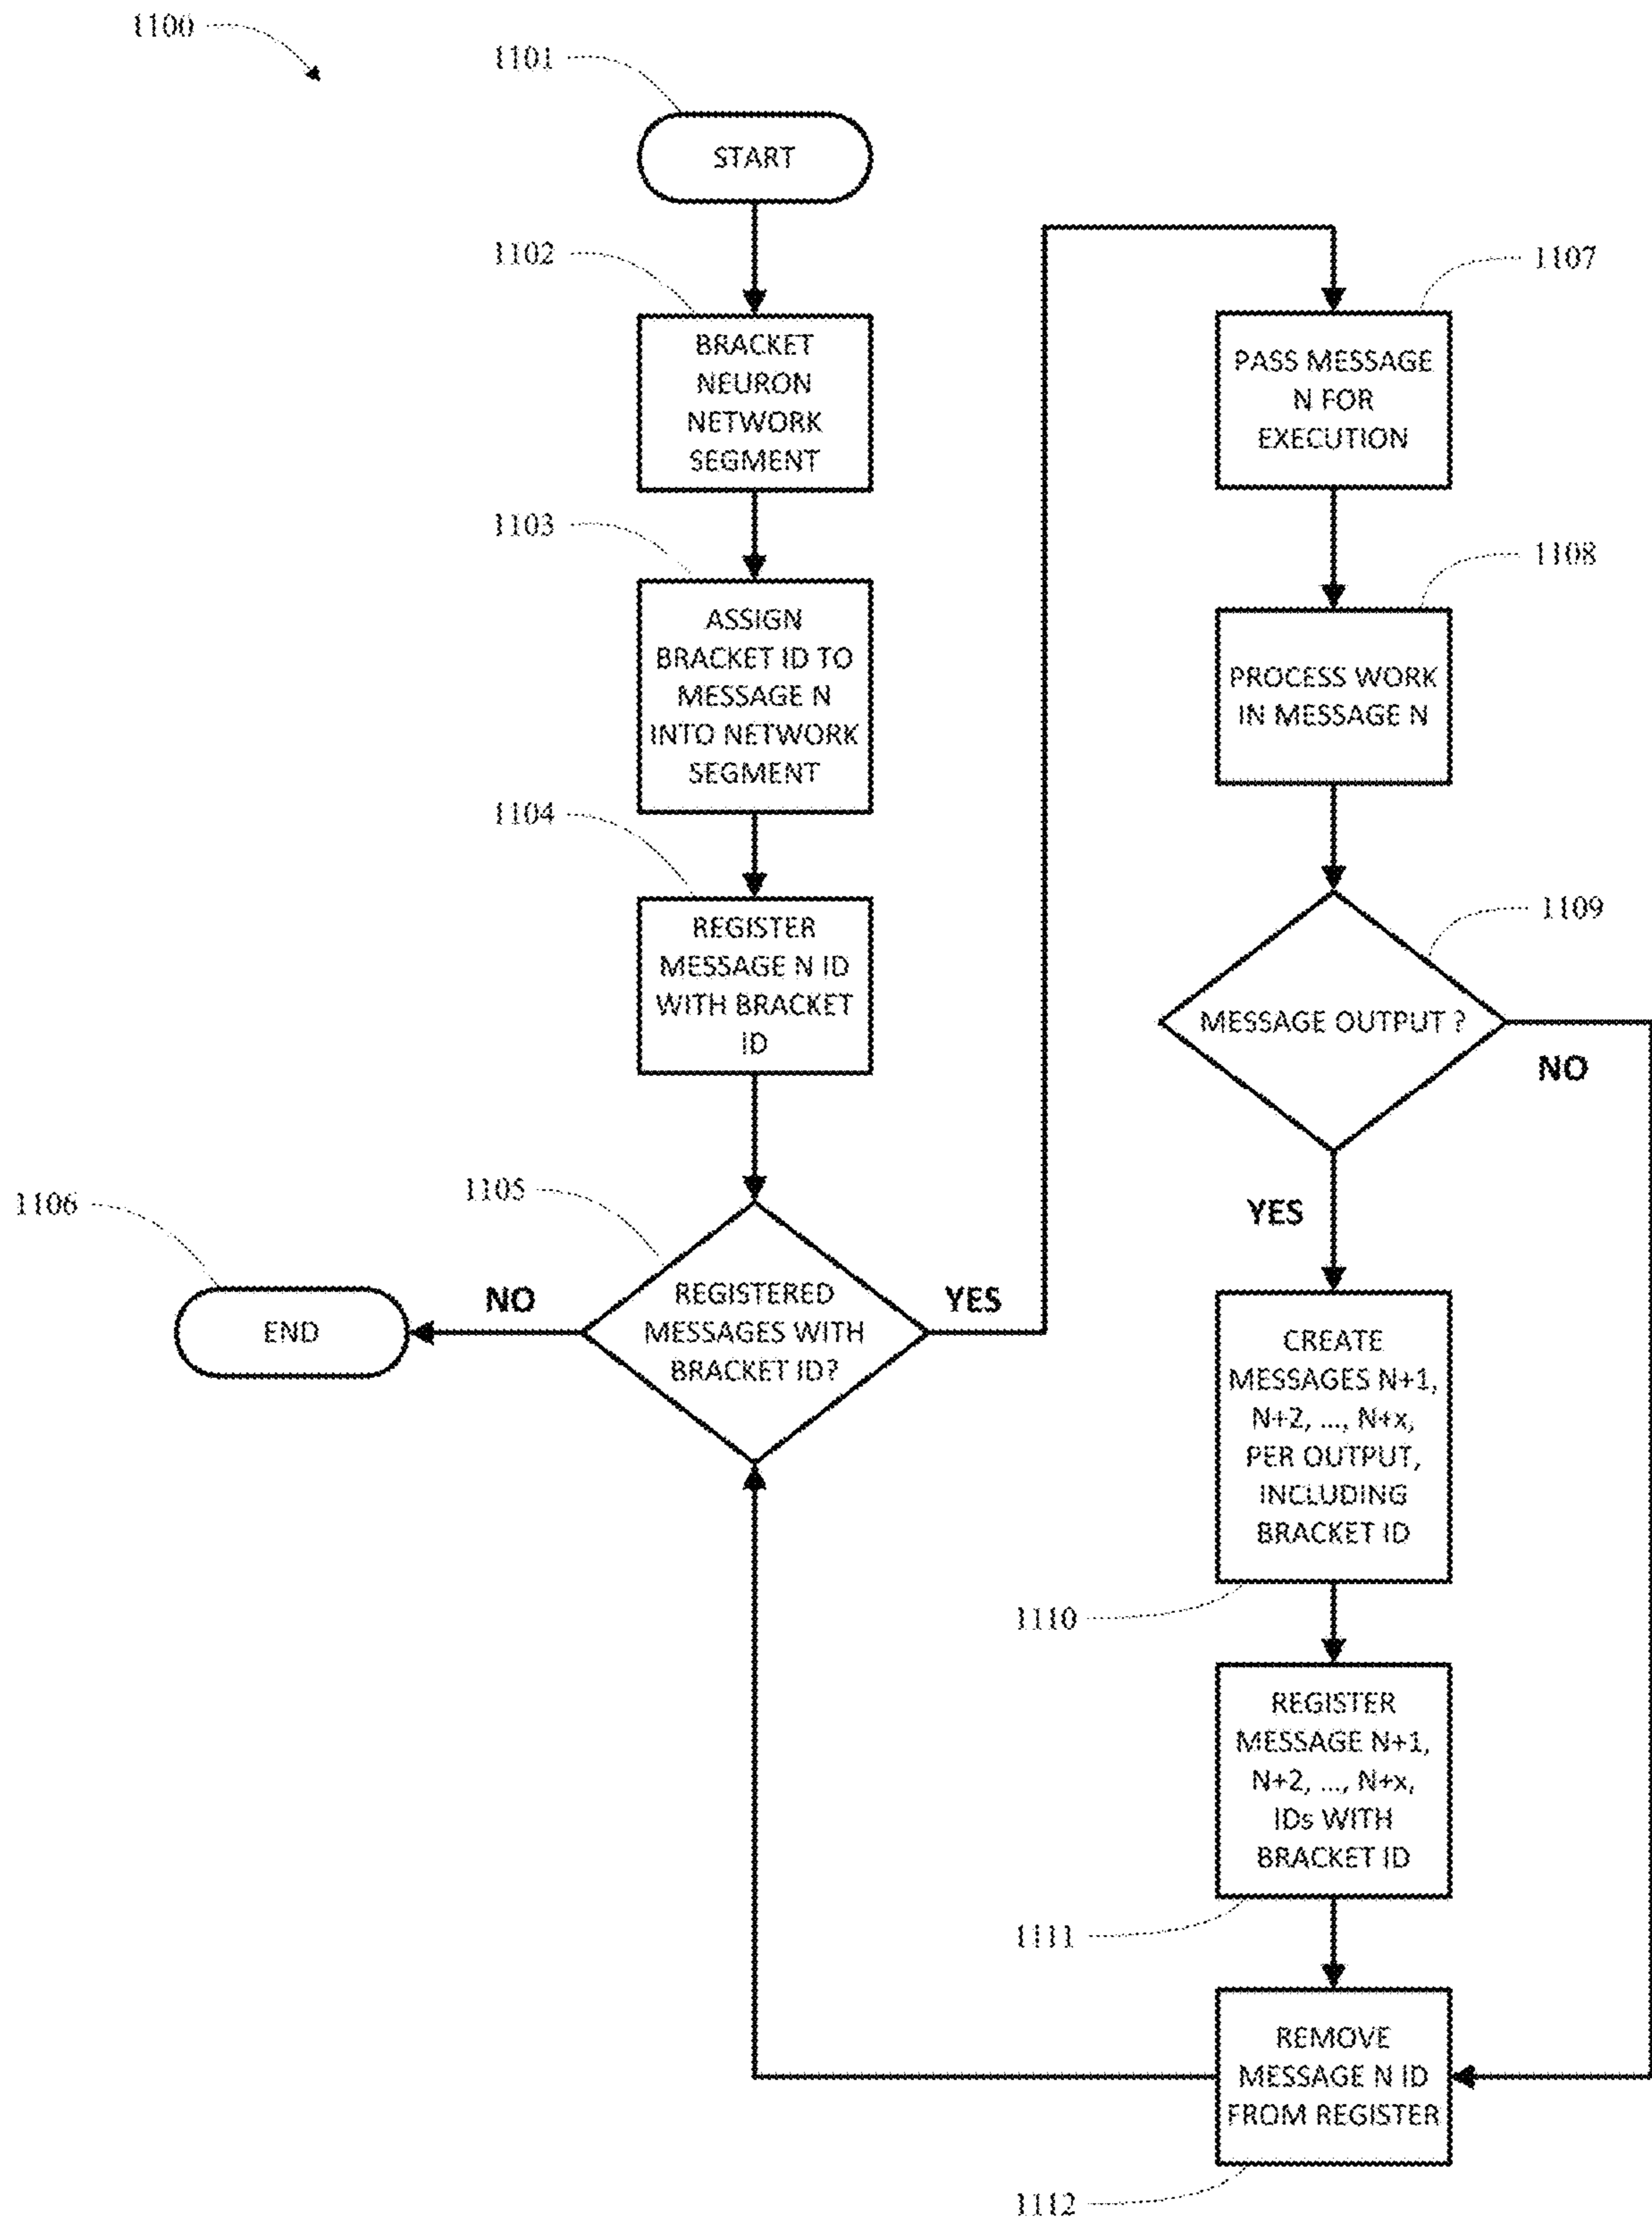 1100
1101
START
1102
BRACKET
NEURON
NETWORK
SEGMENT
1103
ASSIGN
BRACKET ID TO
MESSAGE N
INTO NETWORK
SEGMENT
1104
REGISTER
MESSAGE N ID
WITH BRACKET
ID
1105
REGISTERED
MESSAGES WITH
BRACKET ID?
NO
YES
1106
END
1107
PASS MESSAGE
N FOR
EXECUTION
1108
PROCESS WORK
IN MESSAGE N
1109
MESSAGE OUTPUT ?
NO
YES
CREATE
MESSAGES N+1,
N+2, ..., N+x,
PER OUTPUT,
INCLUDING
BRACKET ID
1110
REGISTER
MESSAGE N+1,
N+2, ..., N+x,
IDs WITH
BRACKET ID
1111
REMOVE
MESSAGE N ID
FROM REGISTER
1112